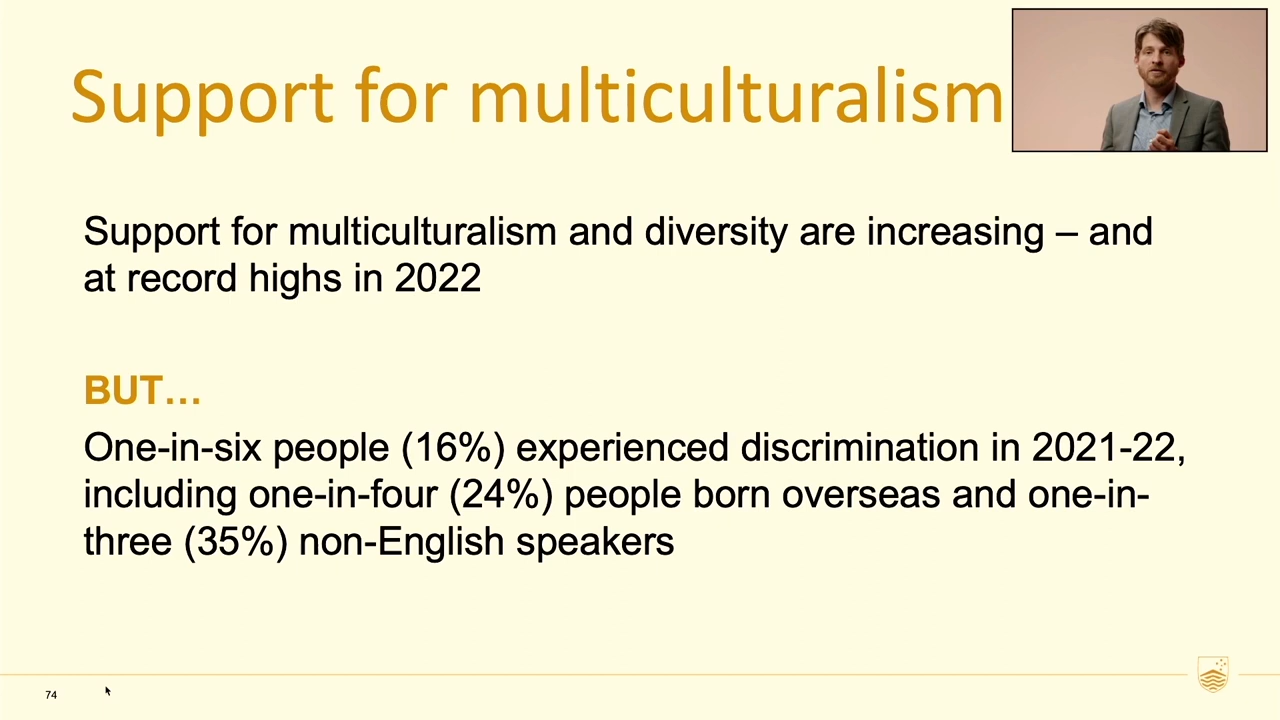 Support for multiculturalism
Support for multiculturalism and diversity are increasing – and
at record highs in 2022
BUT…
One-in-six people (16%) experienced discrimination in 2021-22,
including one-in-four (24%) people born overseas and one-in-
three (35%) non-English speakers
74